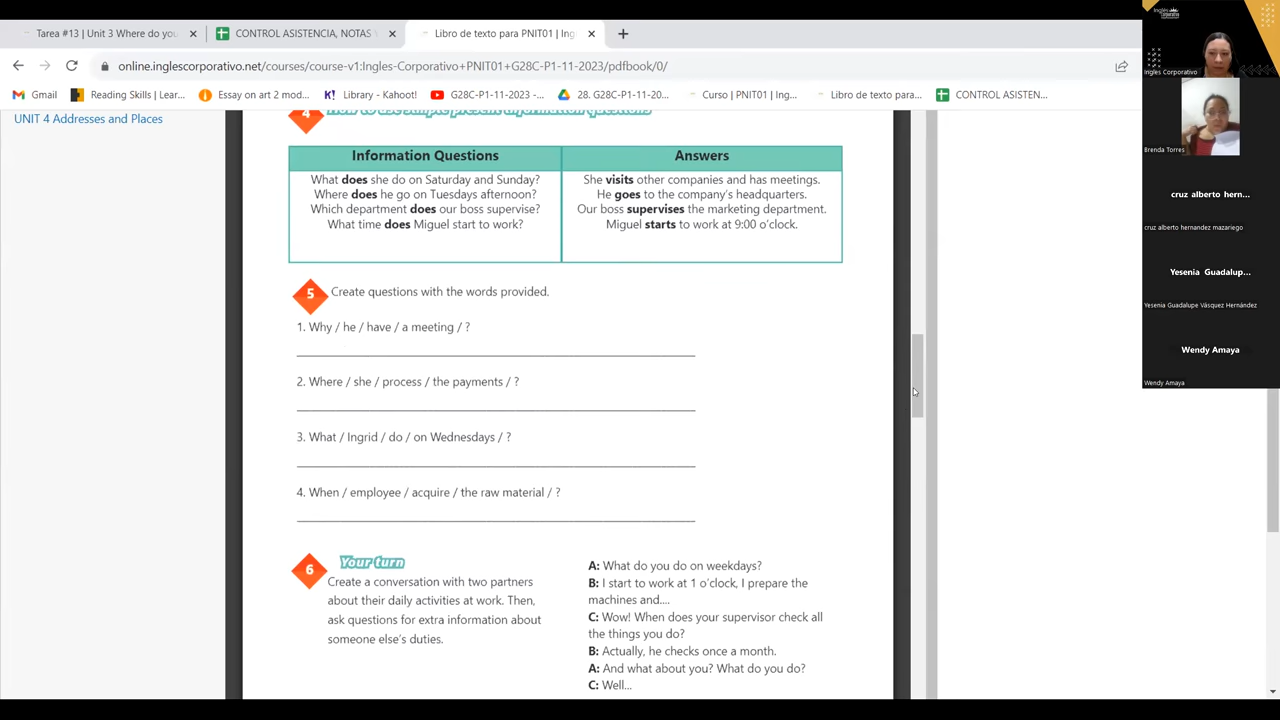 Tarea #13 | Unit 3 Where do you
CONTROL ASISTENCIA, NOTAS
Libro de texto para PNIT01 | Ing
online.inglescorporativo.net/courses/course-v1:Ingles-Corporativo+PNIT01+G28C-P1-11-2023/pdfbook/0/
Gmail
Reading Skills | Lear...
Essay on art 2 mod...
Library - Kahoot!
G28C-P1-11-2023 -...
28. G28C-P1-11-20...
Curso | PNIT01 | Ing...
Libro de texto para...
CONTROL ASISTEN...
UNIT 4 Addresses and Places
4 How to use simple present information questions
Information Questions
Answers
What does she do on Saturday and Sunday?
She visits other companies and has meetings.
Where does he go on Tuesdays afternoon?
He goes to the company's headquarters.
Which department does our boss supervise?
Our boss supervises the marketing department.
What time does Miguel start to work?
Miguel starts to work at 9:00 o'clock.
5 Create questions with the words provided.
1. Why / he / have / a meeting / ?
2. Where / she / process / the payments / ?
3. What / Ingrid / do / on Wednesdays / ?
4. When / employee / acquire / the raw material / ?
6 Your turn
Create a conversation with two partners
about their daily activities at work. Then,
ask questions for extra information about
someone else's duties.
A: What do you do on weekdays?
B: I start to work at 1 o'clock, I prepare the
machines and....
C: Wow! When does your supervisor check all
the things you do?
B: Actually, he checks once a month.
A: And what about you? What do you do?
C: Well...
Inglés
Ingles Corporativo
Brenda Torres
cruz alberto hern...
cruz alberto hernandez mazariego
Yesenia Guadalup...
Yesenia Guadalupe Vásquez Hernández
Wendy Amaya
Wendy Amaya